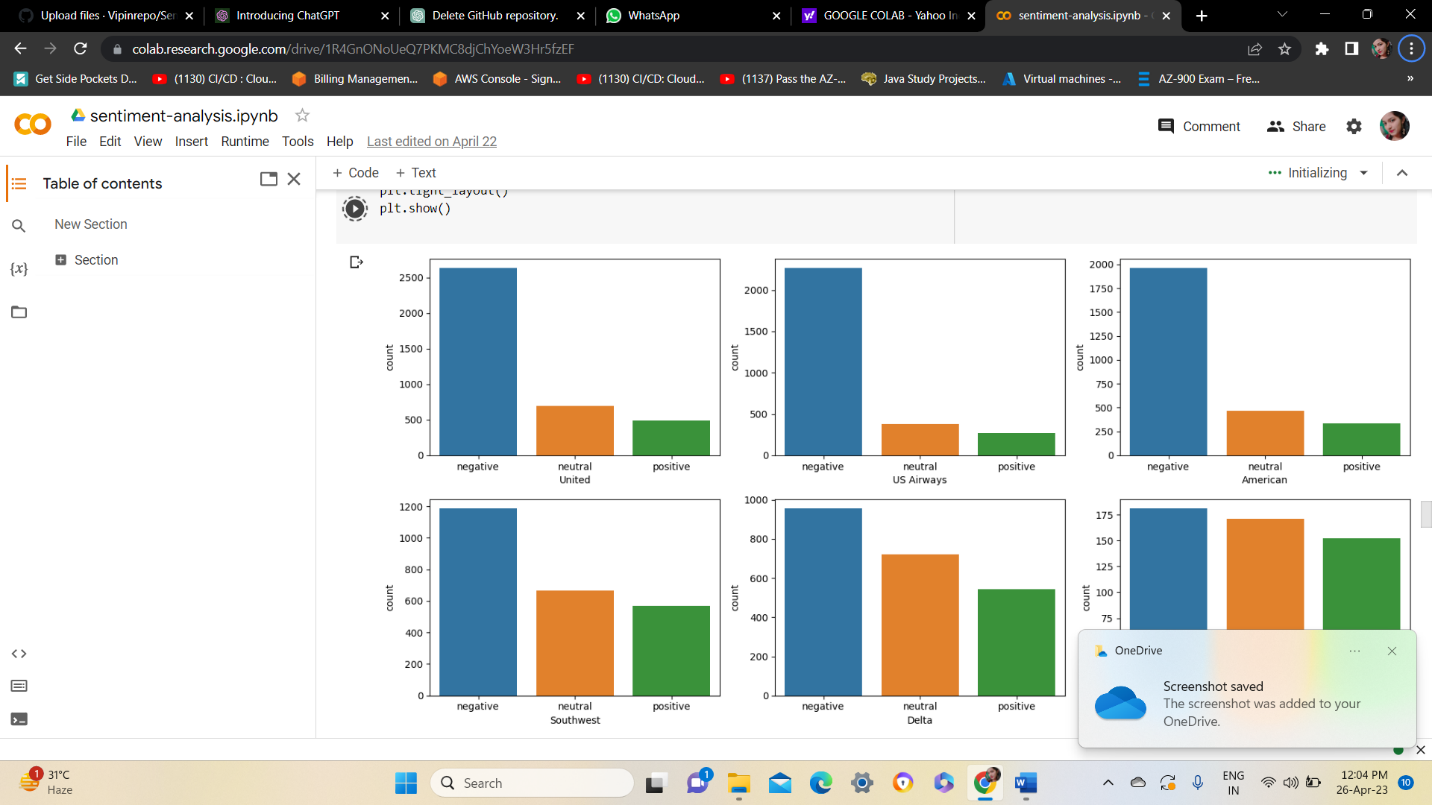 Upload files · Vipinrepo/Ser
Introducing ChatGPT
Delete GitHub repository.
WhatsApp
GOOGLE COLAB - Yahoo In
sentiment-analysis.ipynb -
colab.research.google.com/drive/1R4GnONoUeQ7PKMC8djChYoeW3Hr5fzEF
Get Side Pockets D...
(1130) CI/CD : Clou...
Billing Managemen...
AWS Console - Sign...
(1130) CI/CD: Cloud...
(1137) Pass the AZ-...
Java Study Projects...
Virtual machines -...
AZ-900 Exam – Fre...
»
sentiment-analysis.ipynb
File Edit View Insert Runtime Tools Help Last edited on April 22
Comment
Share
Table of contents
New Section
Section
{x}
+ Code + Text
Initializing
plt.tight_layout()
plt.show()
2500
2000
1500
1000
500
0
count
negative neutral positive
United
2000
1500
1000
500
0
count
negative neutral positive
US Airways
2000
1750
1500
1250
1000
750
500
250
0
count
negative neutral positive
American
1200
1000
800
600
400
200
0
count
negative neutral positive
Southwest
1000
800
600
400
200
0
count
negative neutral positive
Delta
175
150
125
100
75
count
OneDrive
Screenshot saved
The screenshot was added to your
OneDrive.
1
31°C
Haze
Search
1
ENG
IN
12:04 PM
26-Apr-23
10